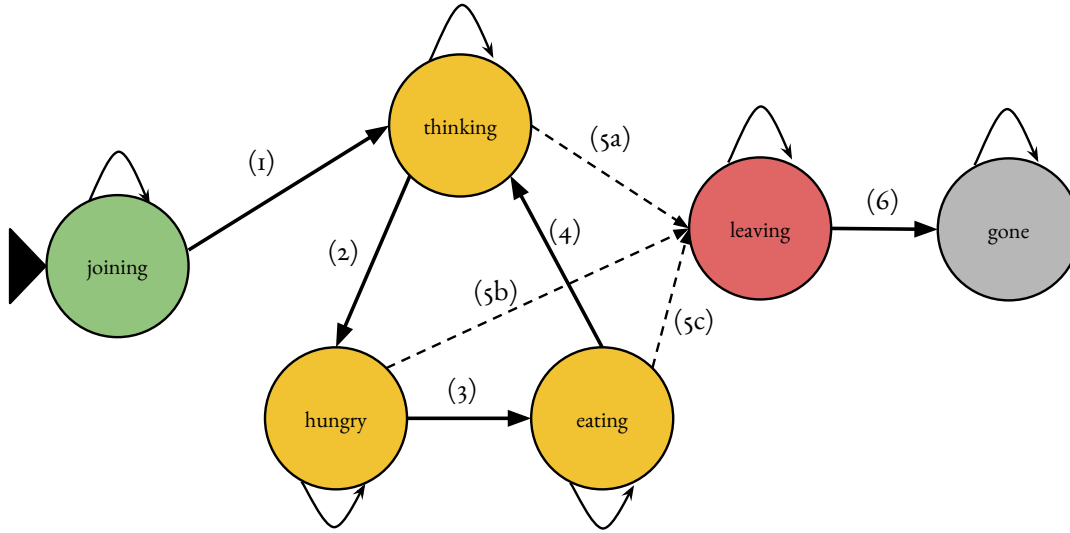 thinking
(1)
(5a)
(6)
leaving
gone
(2)
(4)
joining
(5b)
(5c)
(3)
hungry
eating